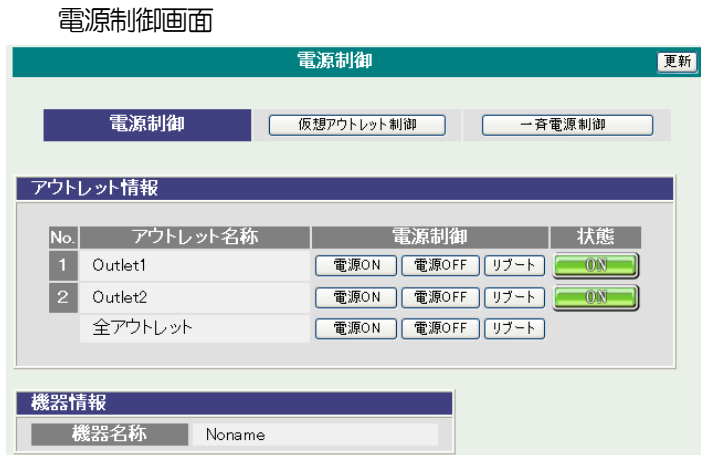 電源制御画面
電源制御 更新
電源制御 仮想アウトレット制御 一斉電源制御
アウトレット情報
No. アウトレット名称 電源制御 状態
1 Outlet1 電源ON 電源OFF リブート ON
2 Outlet2 電源ON 電源OFF リブート ON
全アウトレット 電源ON 電源OFF リブート
機器情報
機器名称 Noname